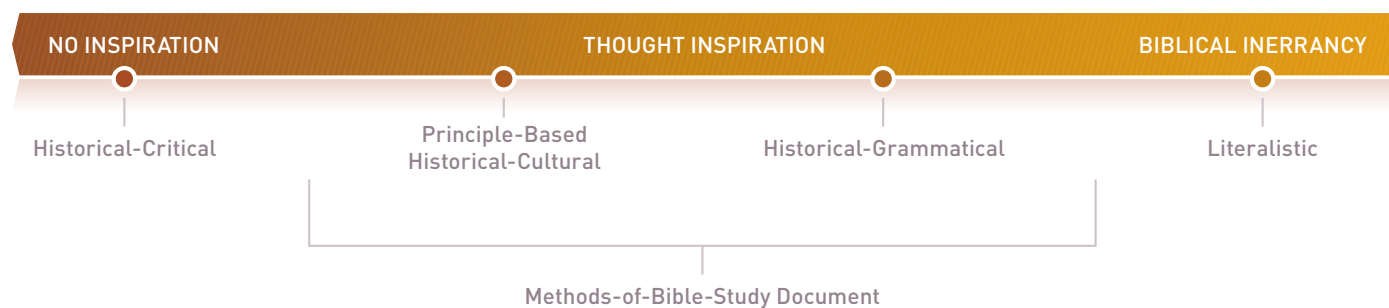 NO INSPIRATION
THOUGHT INSPIRATION
BIBLICAL INERRANCY
Historical-Critical
Principle-Based
Historical-Cultural
Historical-Grammatical
Literalistic
Methods-of-Bible-Study Document